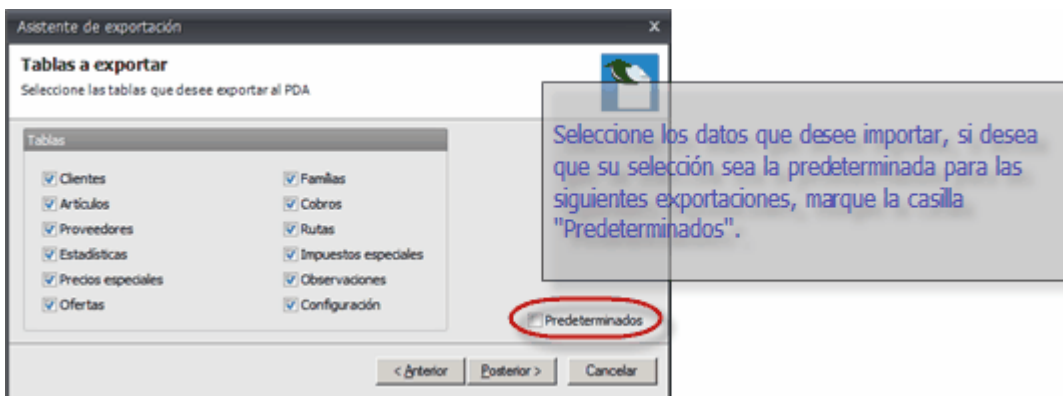 Asistente de exportación
Tablas a exportar
Seleccione las tablas que desee exportar al PDA
Tablas
Clientes
Artículos
Proveedores
Estadísticas
Precios especiales
Ofertas
Familias
Cobros
Rutas
Impuestos especiales
Observaciones
Configuración
Seleccione los datos que desee importar, si desea
que su selección sea la predeterminada para las
siguientes exportaciones, marque la casilla
"Predeterminados".
Predeterminados
< Anterior
Posterior >
Cancelar